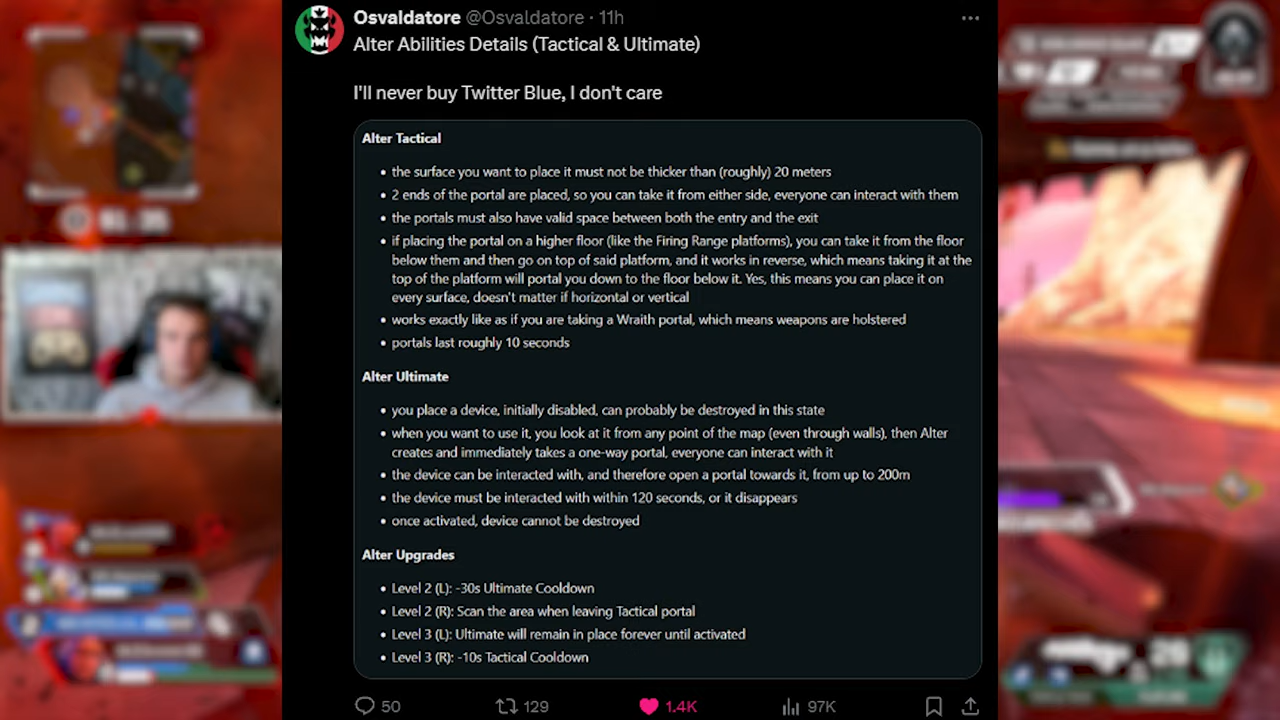 Osvaldatore @Osvaldatore · 11h
Alter Abilities Details (Tactical & Ultimate)
I'll never buy Twitter Blue, I don't care
Alter Tactical
• the surface you want to place it must not be thicker than (roughly) 20 meters
• 2 ends of the portal are placed, so you can take it from either side, everyone can interact with them
• the portals must also have valid space between both the entry and the exit
• if placing the portal on a higher floor (like the Firing Range platforms), you can take it from the floor
below them and then go on top of said platform, and it works in reverse, which means taking it at the
top of the platform will portal you down to the floor below it. Yes, this means you can place it on
every surface, doesn't matter if horizontal or vertical
• works exactly like as if you are taking a Wraith portal, which means weapons are holstered
• portals last roughly 10 seconds
Alter Ultimate
• you place a device, initially disabled, can probably be destroyed in this state
• when you want to use it, you look at it from any point of the map (even through walls), then Alter
creates and immediately takes a one-way portal, everyone can interact with it
• the device can be interacted with, and therefore open a portal towards it, from up to 200m
• the device must be interacted with within 120 seconds, or it disappears
• once activated, device cannot be destroyed
Alter Upgrades
• Level 2 (L): -30s Ultimate Cooldown
• Level 2 (R): Scan the area when leaving Tactical portal
• Level 3 (L): Ultimate will remain in place forever until activated
• Level 3 (R): -10s Tactical Cooldown
50 129 1.4K 97K